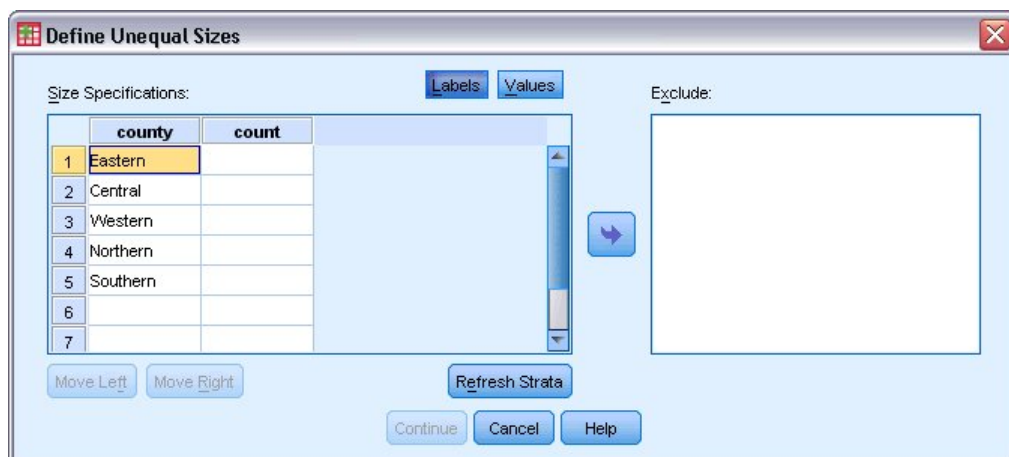 Define Unequal Sizes
Size Specifications:
Labels
Values
Exclude:
county count
1 Eastern
2 Central
3 Western
4 Northern
5 Southern
6
7
Move Left
Move Right
Refresh Strata
Continue
Cancel
Help